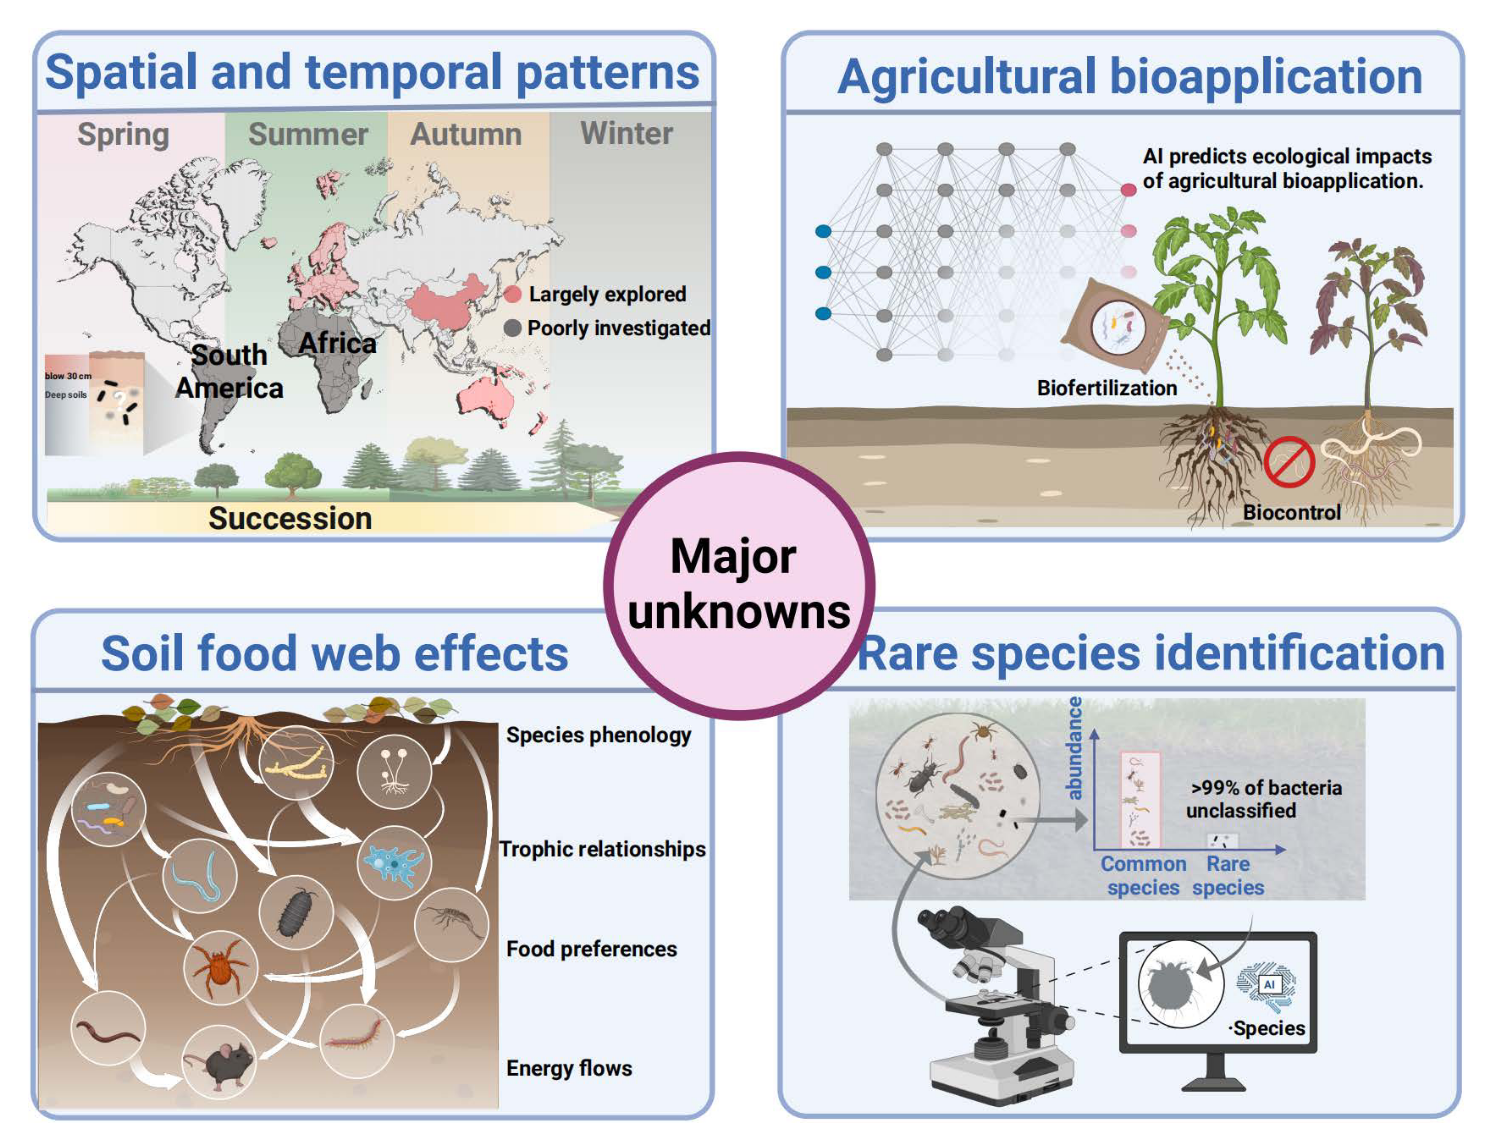 Spatial and temporal patterns
Spring Summer Autumn Winter
Largely explored
Poorly investigated
Africa
South
America
blow 30 cm
Deep soils
?
Succession
Agricultural bioapplication
AI predicts ecological impacts
of agricultural bioapplication.
Biofertilization
Biocontrol
Major
unknowns
Soil food web effects
Species phenology
Trophic relationships
Food preferences
Energy flows
Rare species identification
abundance
>99% of bacteria
unclassified
Common Rare
species species
AI
·Species